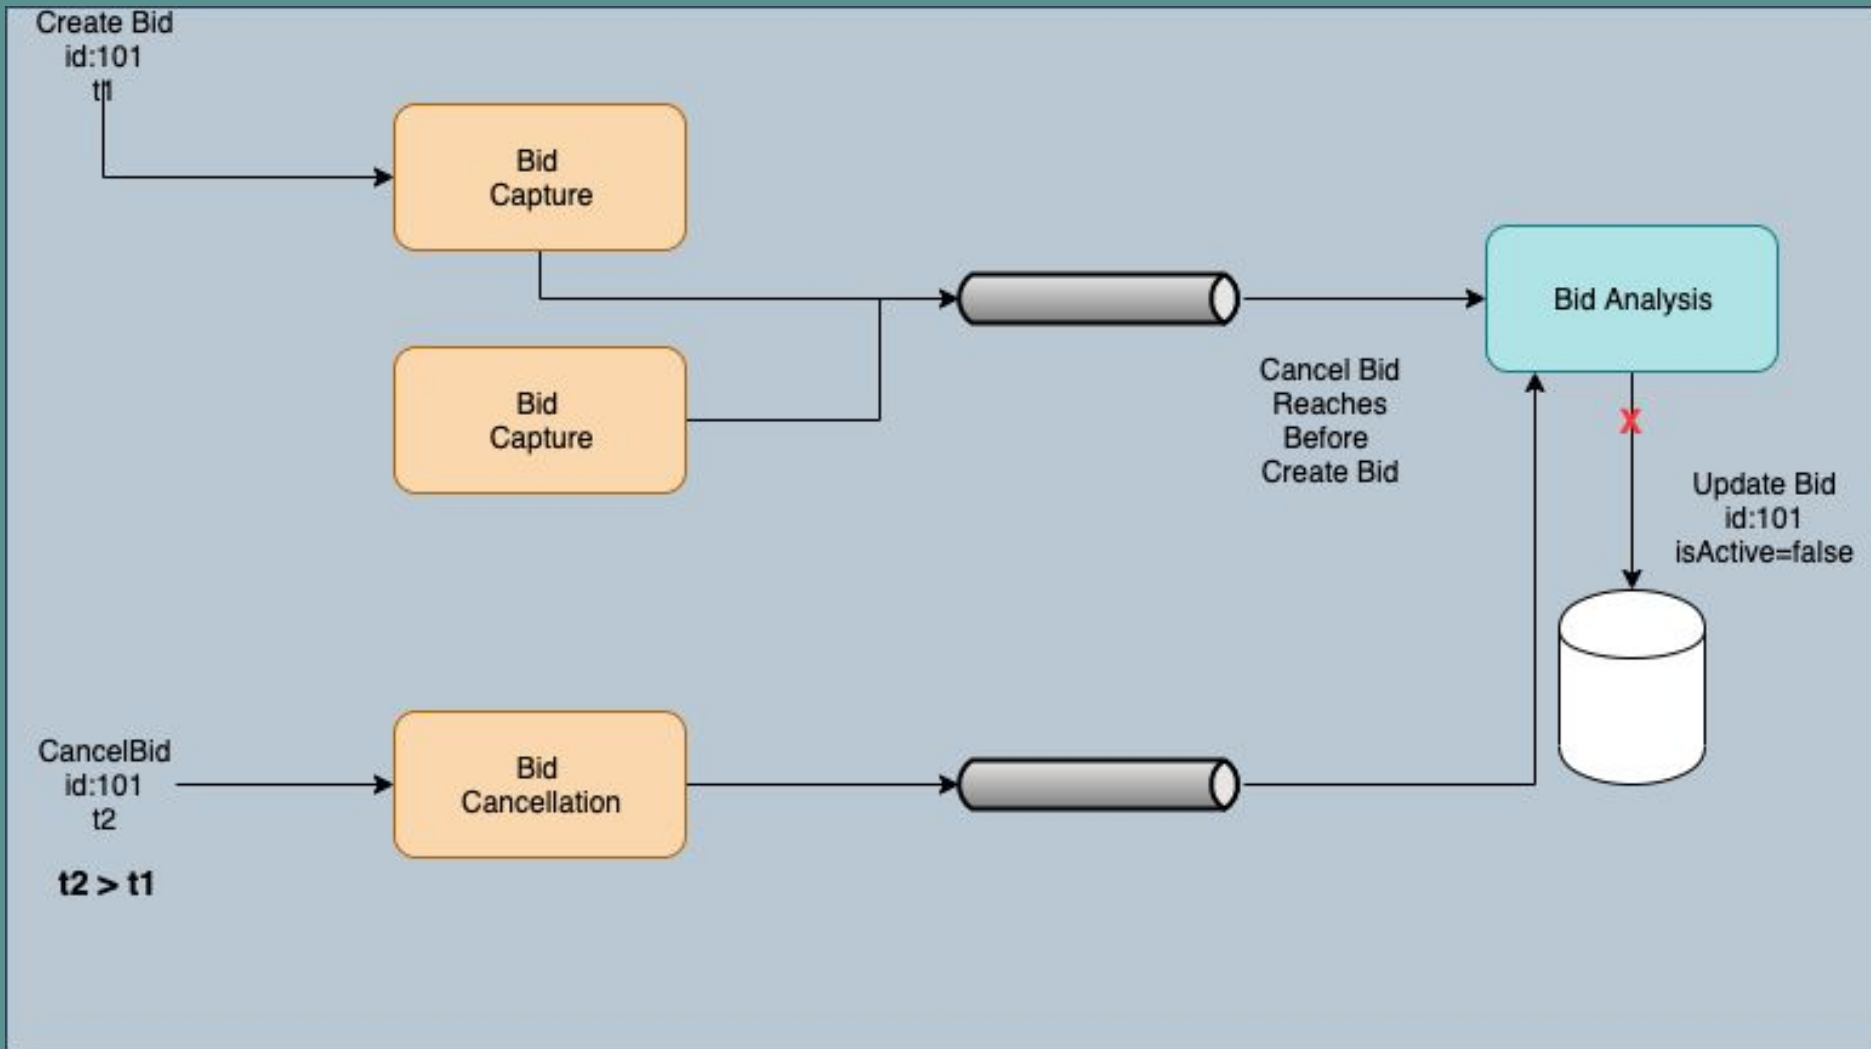 Create Bid
id:101
t1
Bid
Capture
Bid Analysis
Bid
Capture
Cancel Bid
Reaches
Before
Create Bid
X
Update Bid
id:101
isActive=false
CancelBid
id:101
t2
Bid
Cancellation
t2 > t1